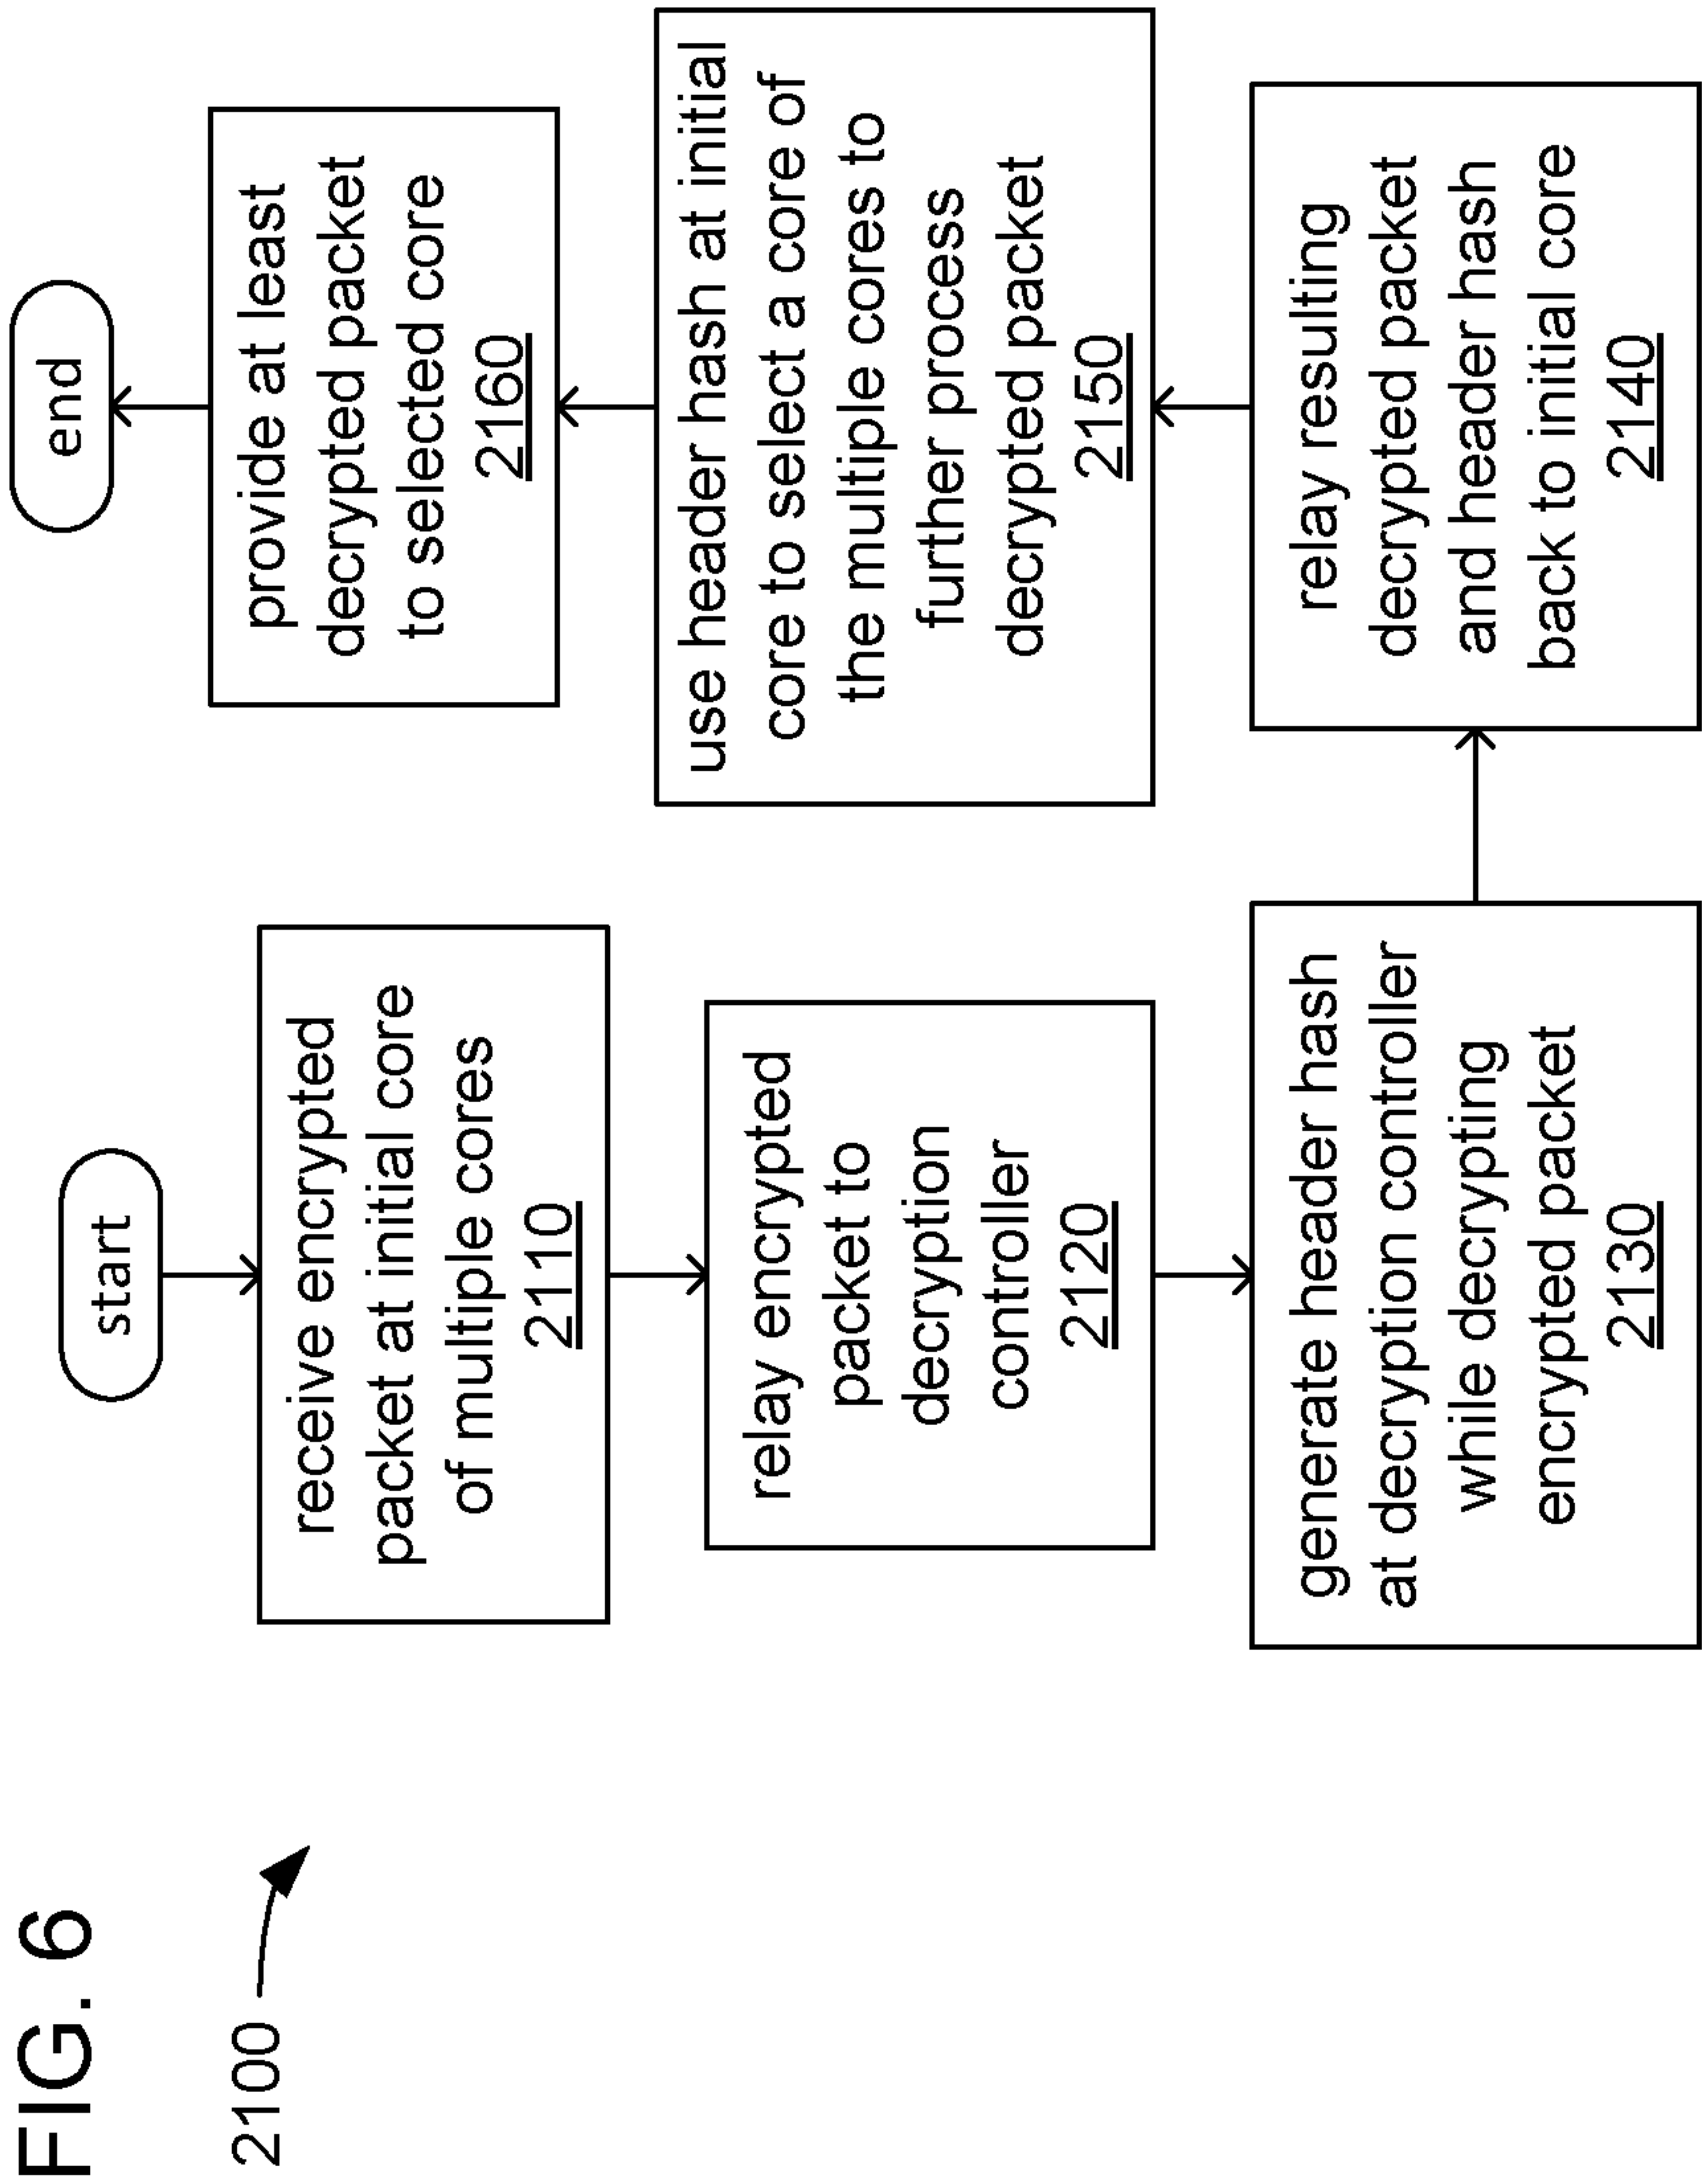 FIG. 6
2100
start
receive encrypted
packet at initial core
of multiple cores
2110
relay encrypted
packet to
decryption
controller
2120
generate header hash
at decryption controller
while decrypting
encrypted packet
2130
relay resulting
decrypted packet
and header hash
back to initial core
2140
use header hash at initial
core to select a core of
the multiple cores to
further process
decrypted packet
2150
provide at least
decrypted packet
to selected core
2160
end